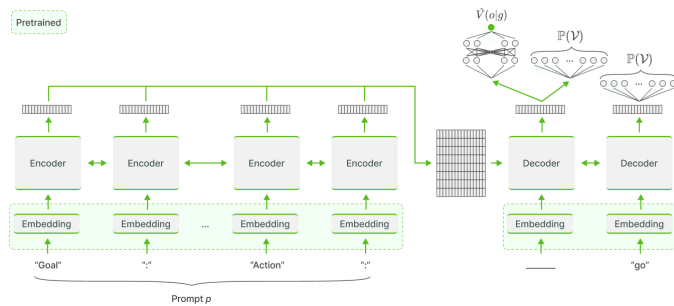 Pretrained
V̂(o|g)
ℙ(𝒱)
ℙ(𝒱)
Encoder Encoder Encoder Encoder Decoder Decoder
Embedding Embedding ... Embedding Embedding Embedding Embedding
"Goal" ":" "Action" ":" "go"
Prompt p